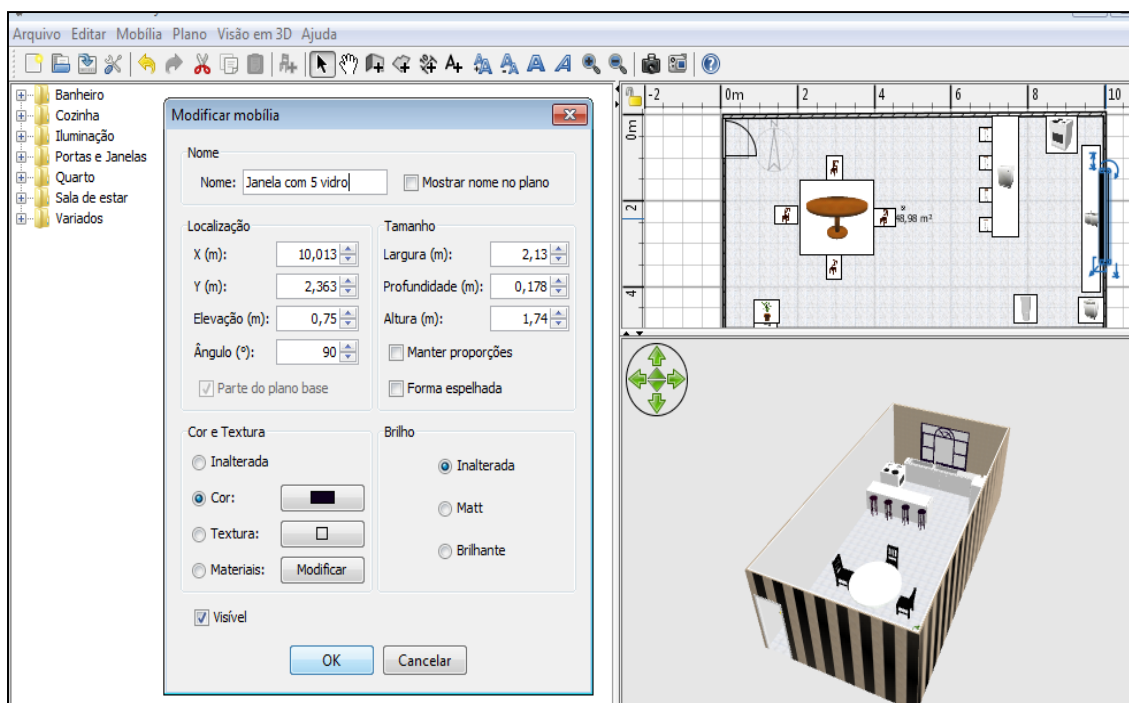 Arquivo Editar Mobília Plano Visão em 3D Ajuda
Banheiro
Cozinha
Iluminação
Portas e Janelas
Quarto
Sala de estar
Variados
Modificar mobília
Nome
Nome: Janela com 5 vidro
Mostrar nome no plano
Localização
X (m): 10,013
Y (m): 2,363
Elevação (m): 0,75
Ângulo (º): 90
Parte do plano base
Tamanho
Largura (m): 2,13
Profundidade (m): 0,178
Altura (m): 1,74
Manter proporções
Forma espelhada
Cor e Textura
Inalterada
Cor:
Textura:
Materiais: Modificar
Brilho
Inalterada
Matt
Brilhante
Visível
OK Cancelar
-2 0m 2 4 6 8 10
0m
2
4
48,98 m²